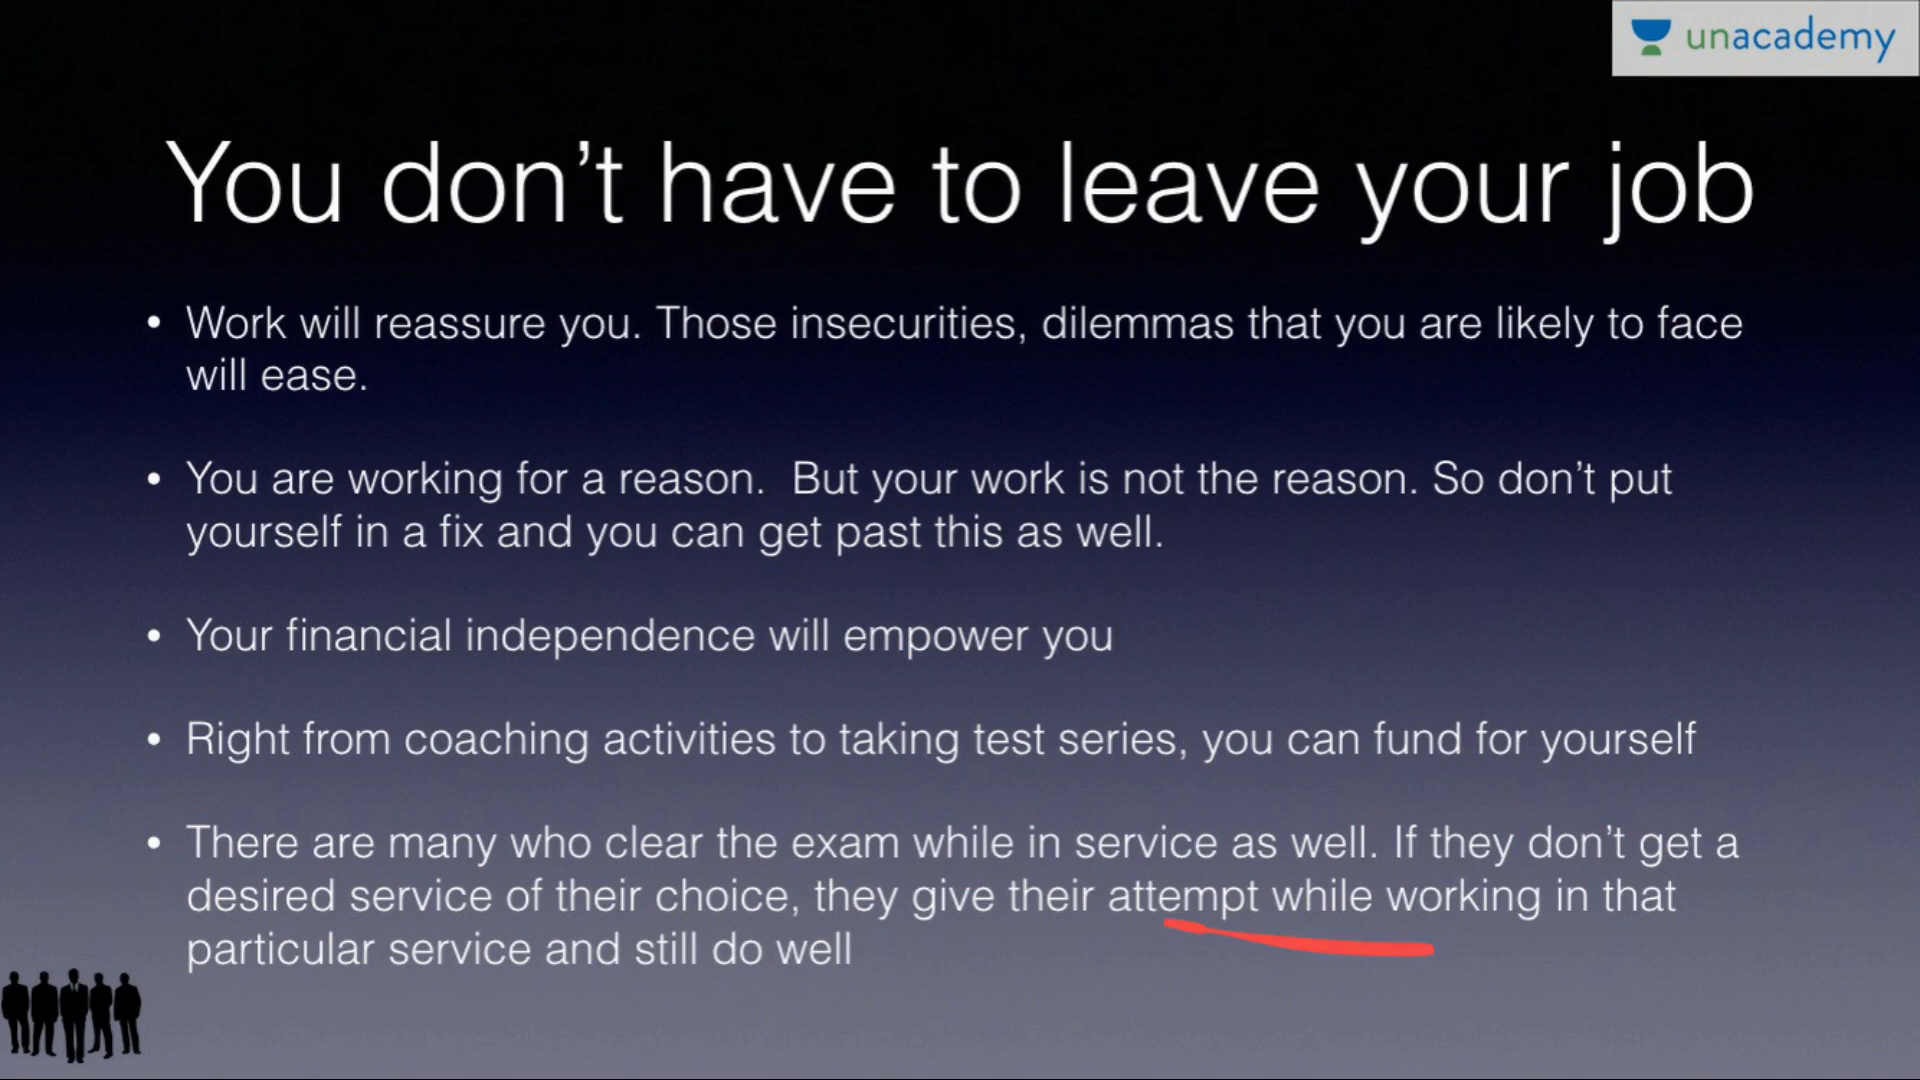 unacademy
You don’t have to leave your job
• Work will reassure you. Those insecurities, dilemmas that you are likely to face
will ease.
• You are working for a reason.  But your work is not the reason. So don’t put
yourself in a fix and you can get past this as well.
• Your financial independence will empower you
• Right from coaching activities to taking test series, you can fund for yourself
• There are many who clear the exam while in service as well. If they don’t get a
desired service of their choice, they give their attempt while working in that
particular service and still do well